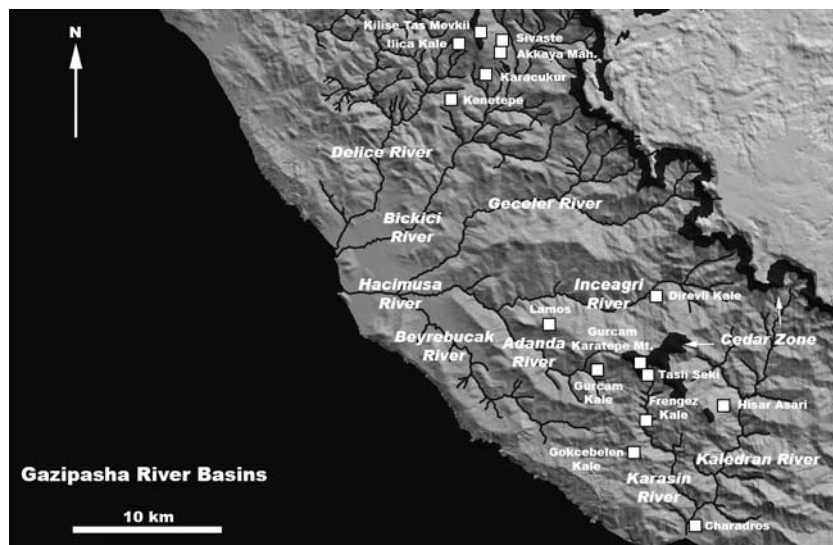 N
Kilise Tas Mevkii
Sivaste
Ilica Kale
Akkaya Mah.
Karacukur
Kenetepe
Delice River
Geceler River
Bickici
River
Hacimusa
River
Inceagri
River
Direvli Kale
Lamos
Gurcam
Karatepe Mt.
Cedar Zone
Beyrebucak
River
Adanda
River
Tasli Seki
Gurcam
Kale
Frengez
Kale
Hisar Asari
Gokcebelen
Kale
Kaledran River
Karasin
River
Gazipasha River Basins
10 km
Charadros